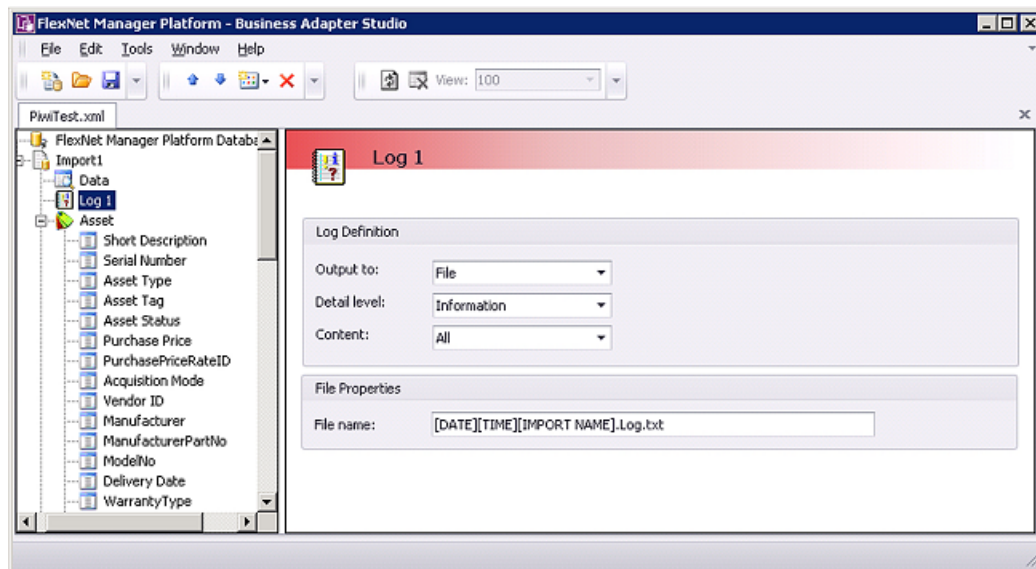 FlexNet Manager Platform - Business Adapter Studio
File Edit Tools Window Help
View: 100
PiwiTest.xml
FlexNet Manager Platform Databa
Import1
Data
Log 1
Asset
Short Description
Serial Number
Asset Type
Asset Tag
Asset Status
Purchase Price
PurchasePriceRateID
Acquisition Mode
Vendor ID
Manufacturer
ManufacturerPartNo
ModelNo
Delivery Date
WarrantyType
Log 1
Log Definition
Output to: File
Detail level: Information
Content: All
File Properties
File name: [DATE][TIME][IMPORT NAME].Log.txt